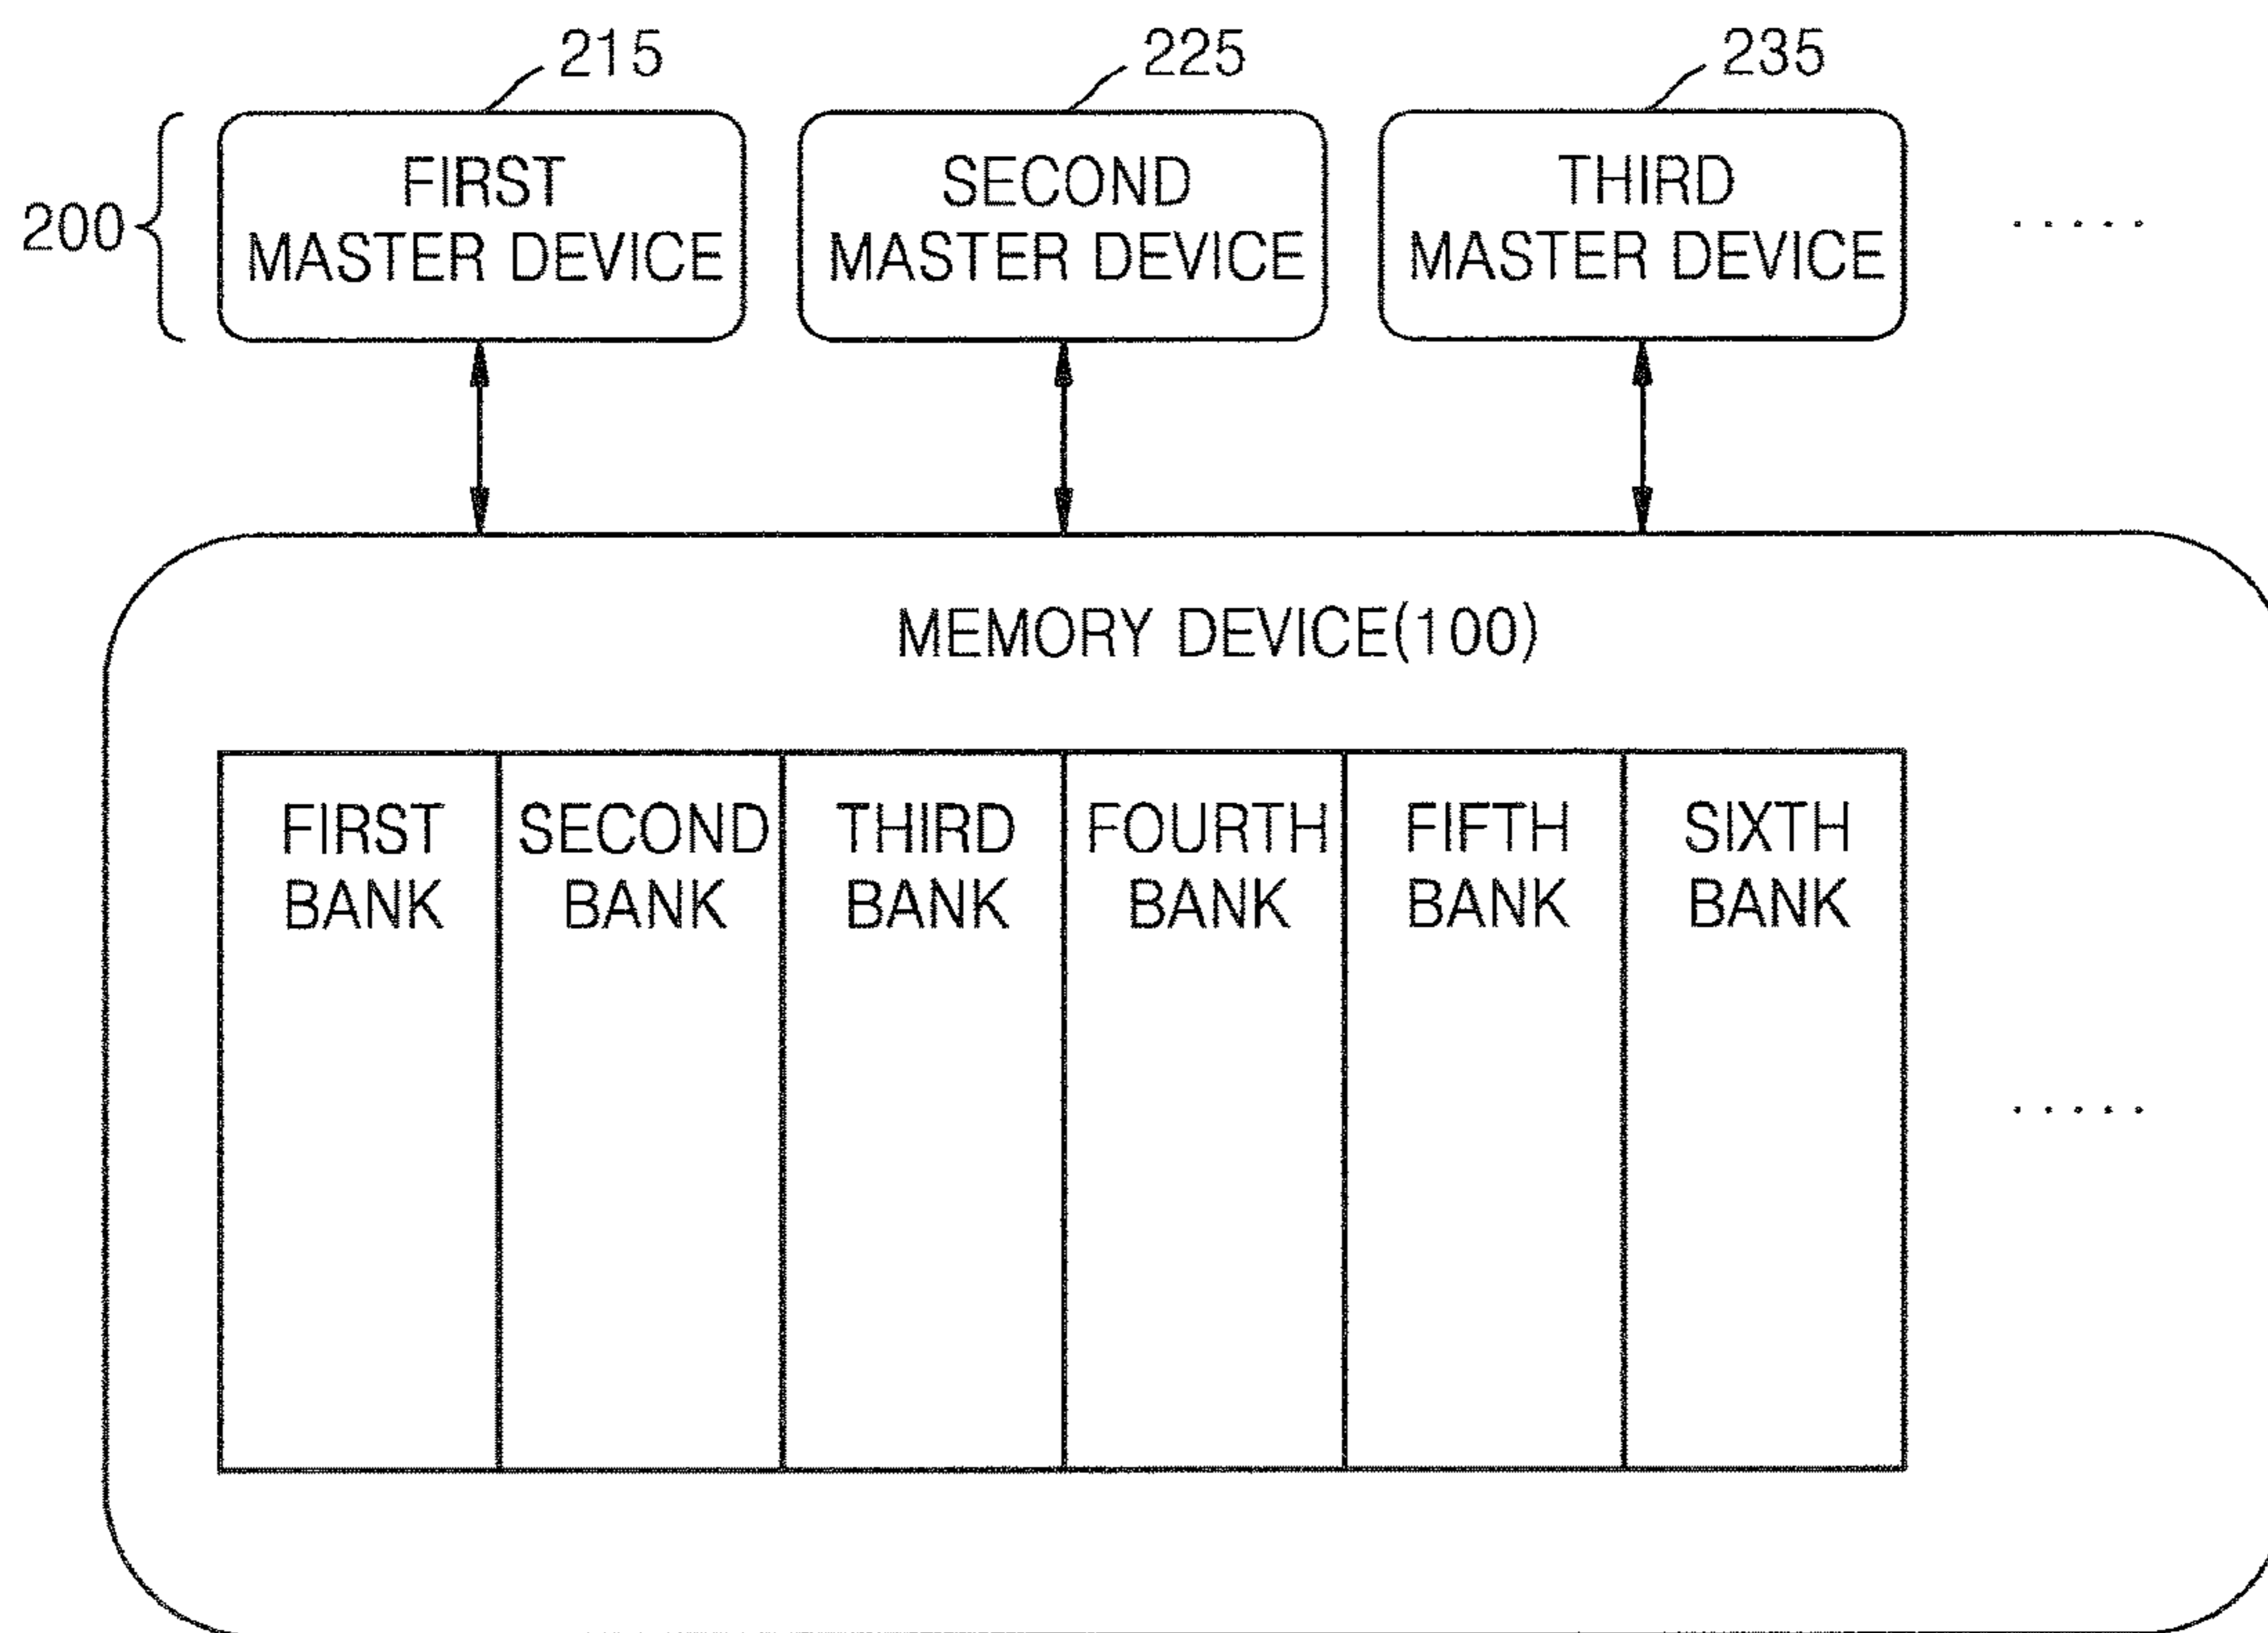 215
225
235
200
FIRST
MASTER DEVICE
SECOND
MASTER DEVICE
THIRD
MASTER DEVICE
.....
MEMORY DEVICE(100)
FIRST
BANK
SECOND
BANK
THIRD
BANK
FOURTH
BANK
FIFTH
BANK
SIXTH
BANK
.....